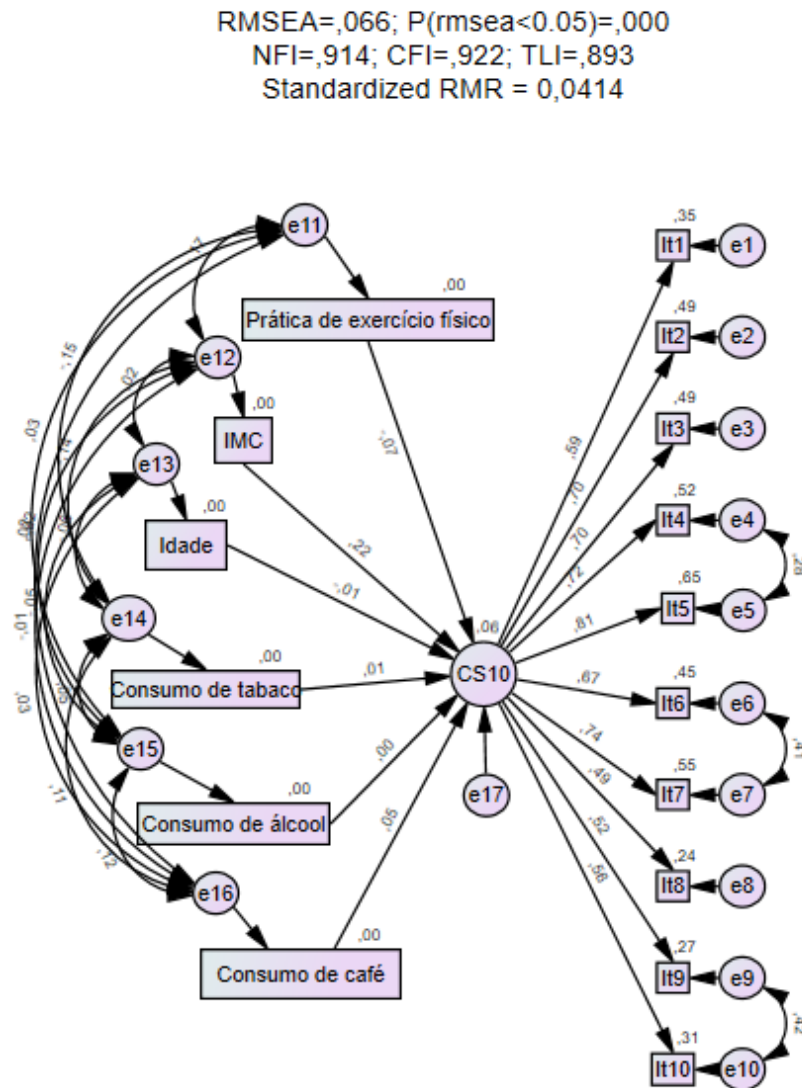 RMSEA=,066; P(rmsea<0.05)=,000
NFI=,914; CFI=,922; TLI=,893
Standardized RMR = 0,0414
e11
,00
Prática de exercício físico
e12
,00
IMC
e13
,00
Idade
e14
,00
Consumo de tabaco
e15
,00
Consumo de álcool
e16
,00
Consumo de café
-,15
,02
,03
,14
-,01
,03
,11
,12
-,07
,22
-,01
,01
,00
,05
,06
CS10
e17
,59
,70
,70
,72
,81
,67
,74
,49
,52
,56
,35
It1
e1
,49
It2
e2
,49
It3
e3
,52
It4
e4
,65
It5
e5
,45
It6
e6
,41
,55
It7
e7
,24
It8
e8
,27
It9
e9
,42
,31
It10
e10